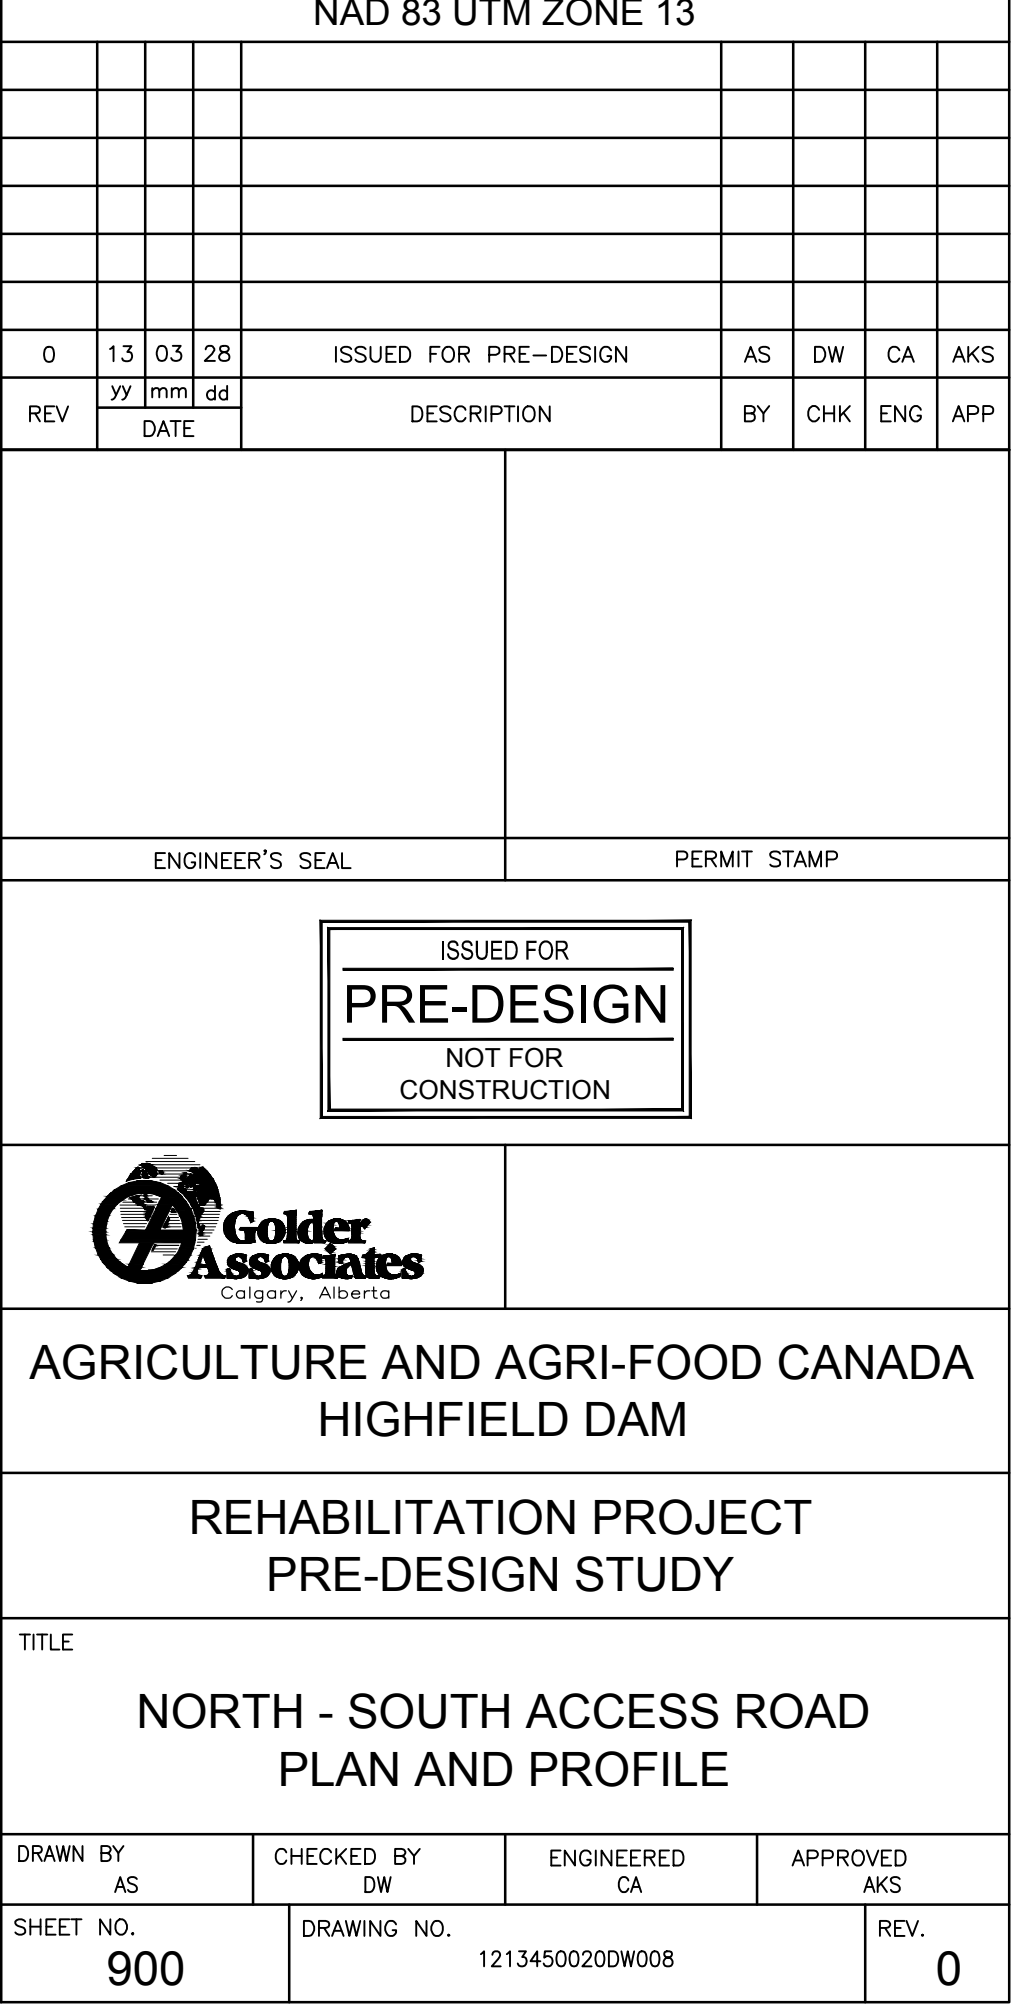 NAD 83 UTM ZONE 13
0 13 03 28 ISSUED FOR PRE-DESIGN AS DW CA AKS
REV yy mm dd DESCRIPTION BY CHK ENG APP
DATE
ENGINEER'S SEAL PERMIT STAMP
ISSUED FOR
PRE-DESIGN
NOT FOR
CONSTRUCTION
Golder
Associates
Calgary, Alberta
AGRICULTURE AND AGRI-FOOD CANADA
HIGHFIELD DAM
REHABILITATION PROJECT
PRE-DESIGN STUDY
TITLE
NORTH - SOUTH ACCESS ROAD
PLAN AND PROFILE
DRAWN BY CHECKED BY ENGINEERED APPROVED
AS DW CA AKS
SHEET NO. DRAWING NO. REV.
900 1213450020DW008 0